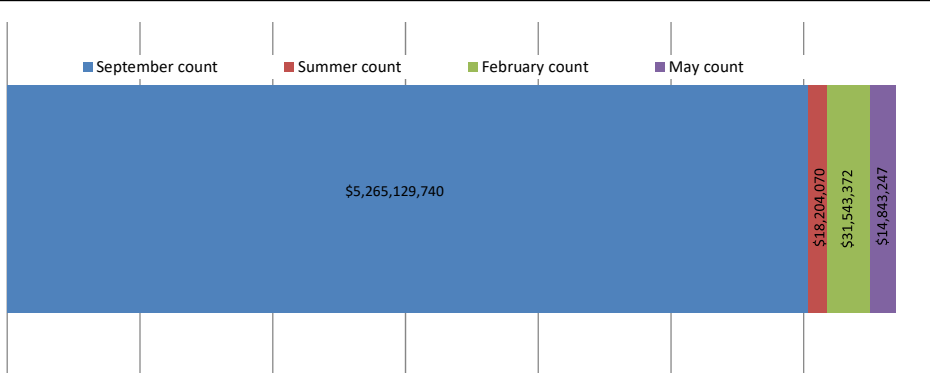 September count Summer count February count May count
$5,265,129,740
$18,204,070
$31,543,372
$14,843,247